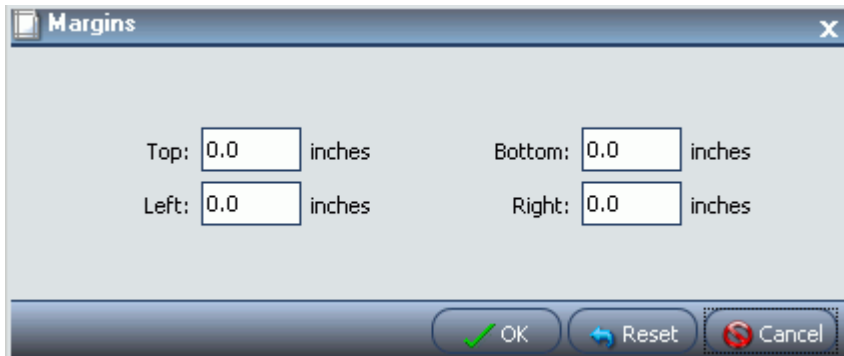 Margins x
Top: 0.0 inches Bottom: 0.0 inches
Left: 0.0 inches Right: 0.0 inches
OK Reset Cancel